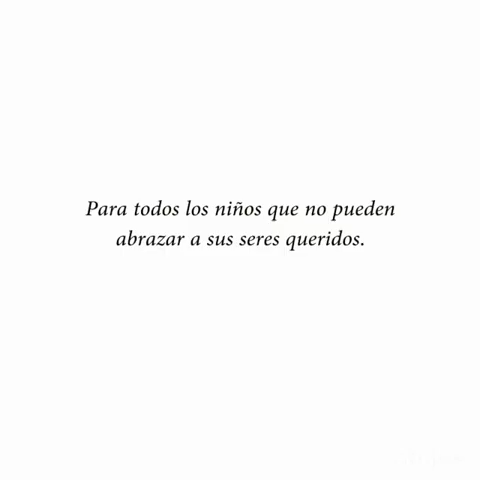 Para todos los niños que no pueden
abrazar a sus seres queridos.